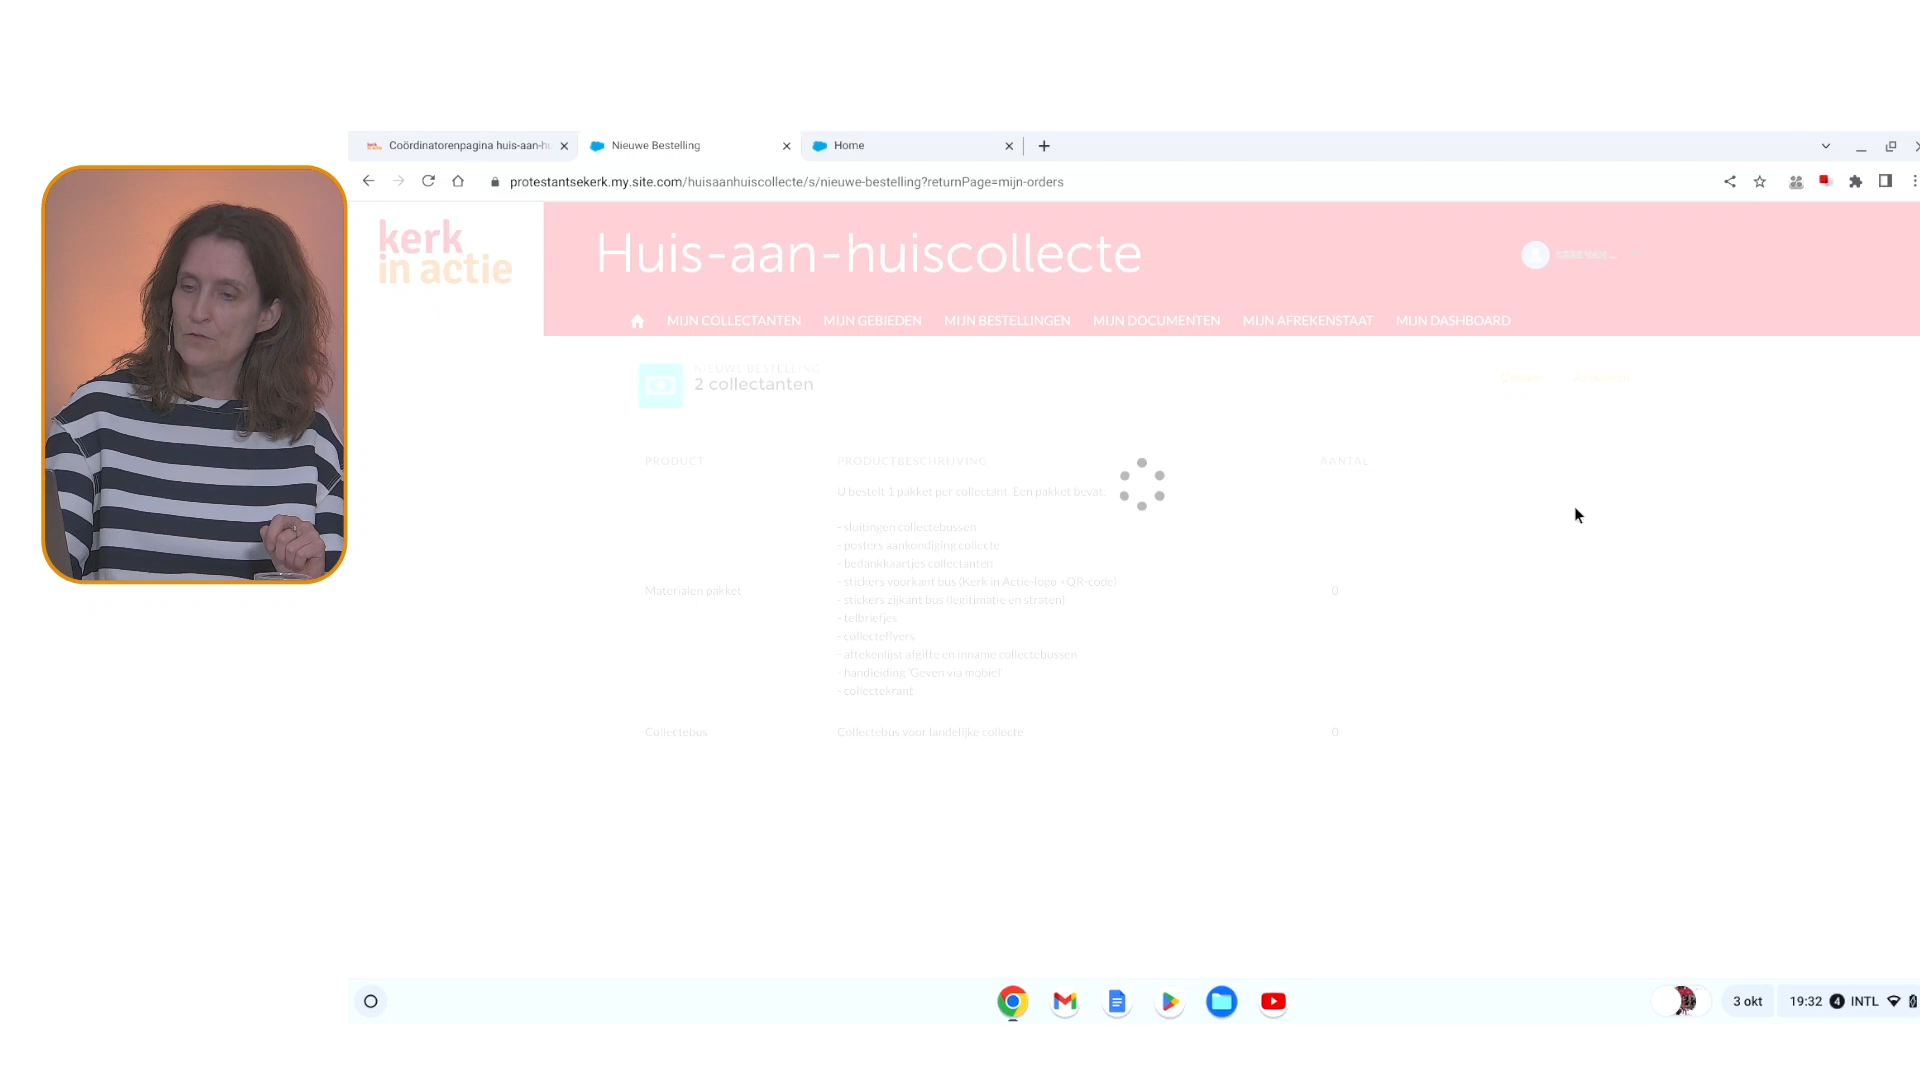 Coördinatorenpagina huis-aan-hu
Nieuwe Bestelling
Home
protestantsekerk.my.site.com/huisaanhuiscollecte/s/nieuwe-bestelling?returnPage=mijn-orders
kerk
in actie
Huis-aan-huiscollecte
MIJN COLLECTANTEN MIJN GEBIEDEN MIJN BESTELLINGEN MIJN DOCUMENTEN MIJN AFREKENSTAAT MIJN DASHBOARD
NIEUWE BESTELLING
2 collectanten
PRODUCT PRODUCTBESCHRIJVING AANTAL
U bestelt 1 pakket per collectant. Een pakket bevat:
- sluitingen collectebussen
- posters aankondiging collecte
- bedankkaartjes collectanten
- stickers voorkant bus (Kerk in Actie-logo +QR-code)
- stickers zijkant bus (legitimatie en straten)
Materialen pakket 0
- telbriefjes
- collecteflyers
- aftekenlijst afgifte en inname collectebussen
- handleiding 'Geven via mobiel'
- collectekrant
Collectebus Collectebus voor landelijke collecte 0
3 okt 19:32 4 INTL